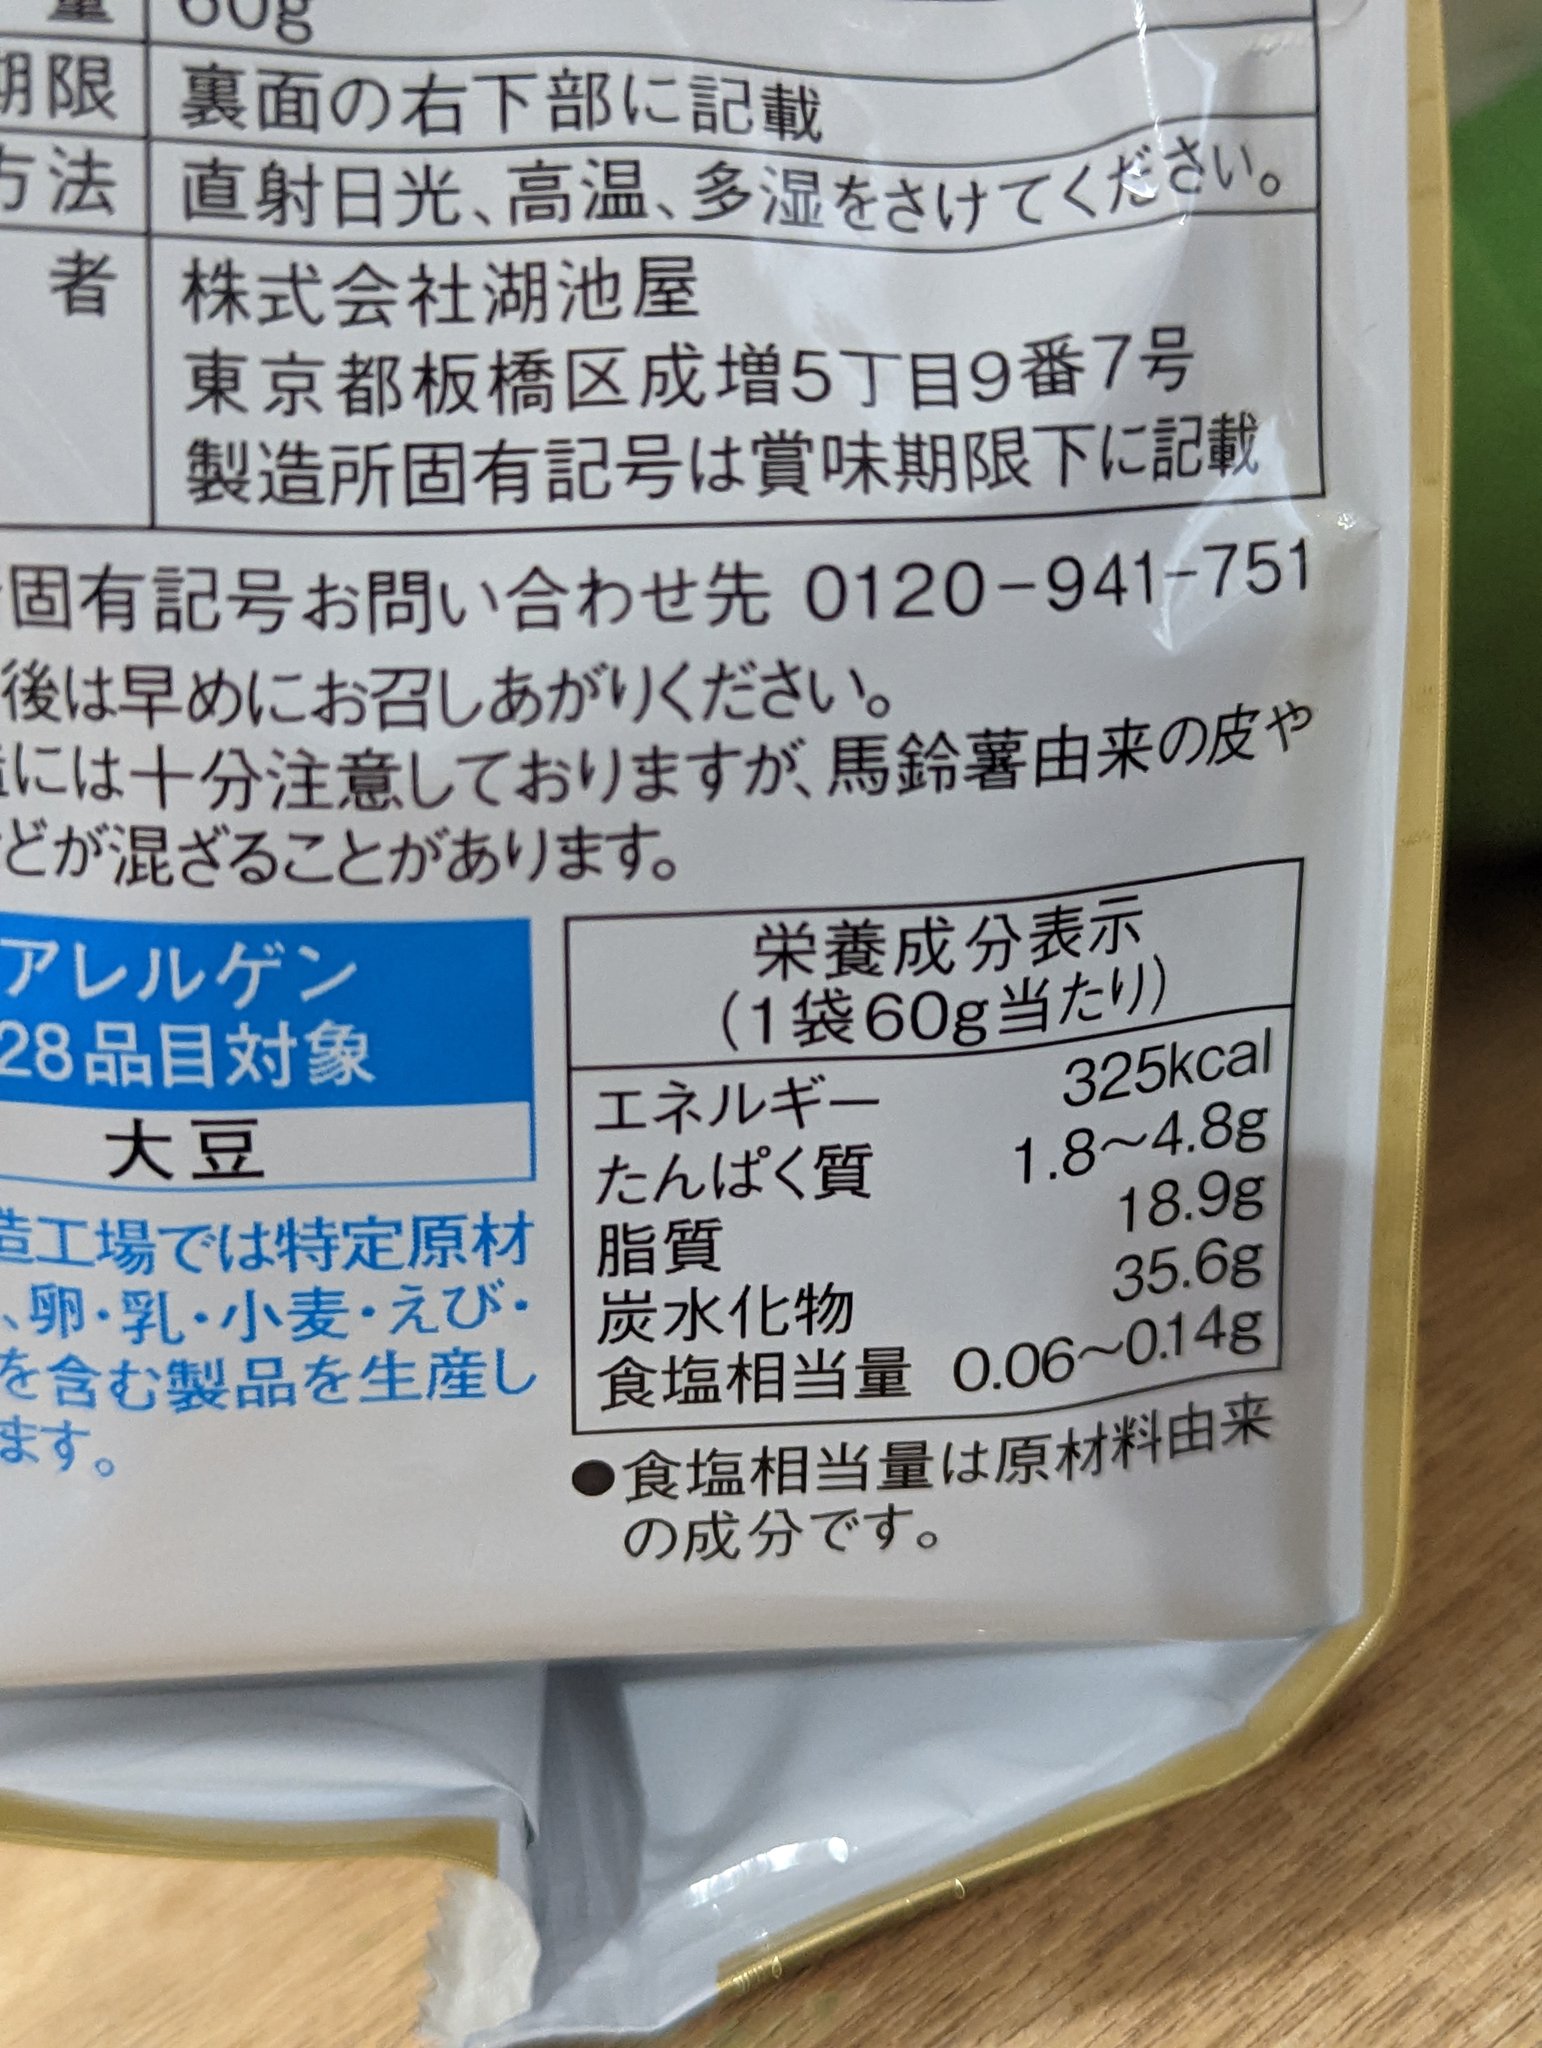 量 60g
期限 裏面の右下部に記載
方法 直射日光、高温、多湿をさけてください。
者 株式会社湖池屋
東京都板橋区成増5丁目9番7号
製造所固有記号は賞味期限下に記載
固有記号お問い合わせ先 0120-941-751
後は早めにお召しあがりください。
には十分注意しておりますが、馬鈴薯由来の皮や
どが混ざることがあります。
アレルゲン
28品目対象
大豆
造工場では特定原材
、卵・乳・小麦・えび・
を含む製品を生産し
ます。
栄養成分表示
(1袋60g当たり)
エネルギー 325kcal
たんぱく質 1.8〜4.8g
脂質 18.9g
炭水化物 35.6g
食塩相当量 0.06〜0.14g
●食塩相当量は原材料由来
の成分です。